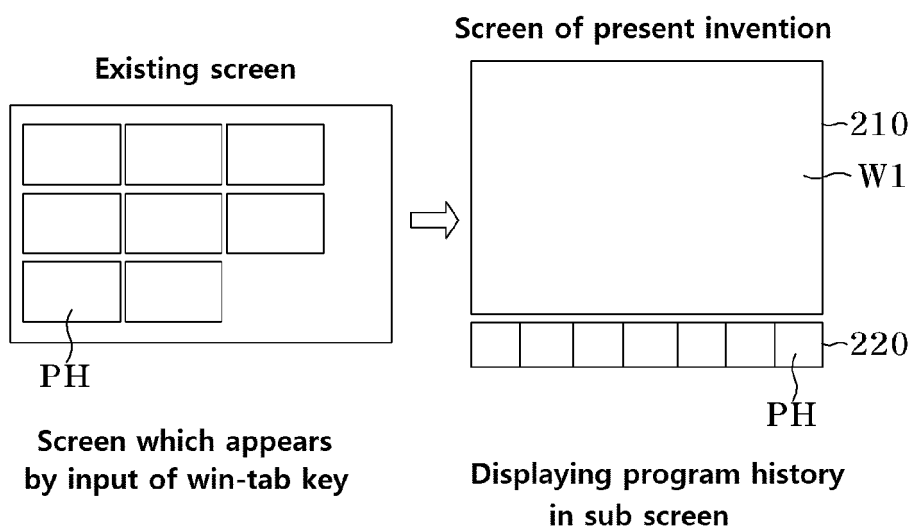 Existing screen
PH
Screen which appears
by input of win-tab key
Screen of present invention
210
W1
220
PH
Displaying program history
in sub screen